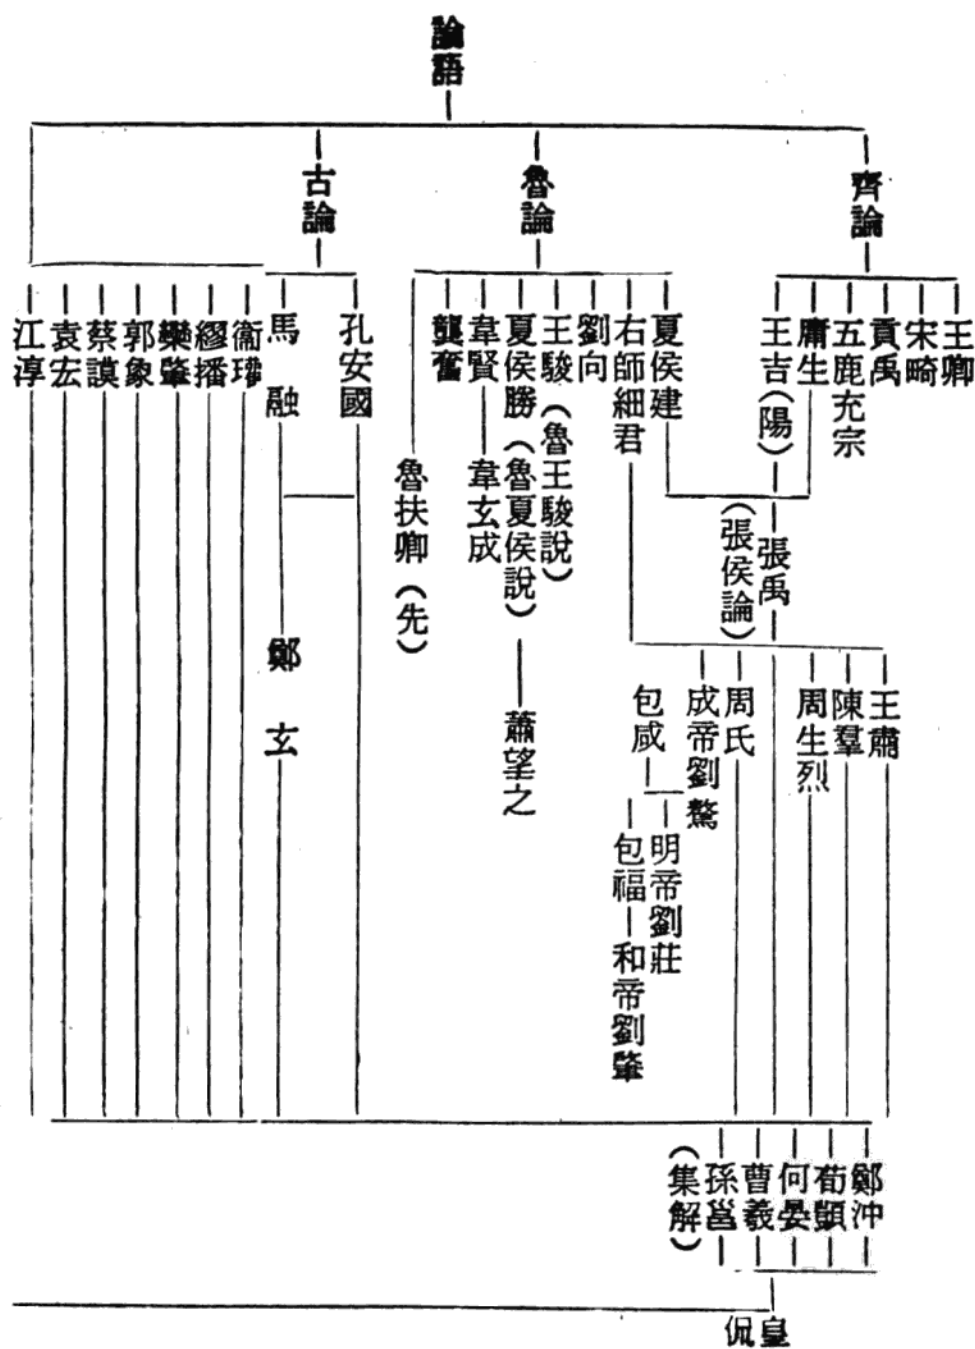 論語
齊論
魯論
古論
王卿
宋畸
貢禹
五鹿充宗
庸生
王吉(陽)
夏侯建
右師細君
劉向
王駿(魯王駿說)
夏侯勝(魯夏侯說)
蕭望之
韋賢
韋玄成
龔奮
魯扶卿(先)
孔安國
馬融
鄭玄
衞瓘
繆播
欒肇
郭象
蔡謨
袁宏
江淳
張禹
(張侯論)
王肅
陳羣
周生烈
周氏
成帝劉驁
包咸
明帝劉莊
包福
和帝劉肇
鄭沖
荀顗
何晏
曹羲
孫邕
(集解)
皇侃